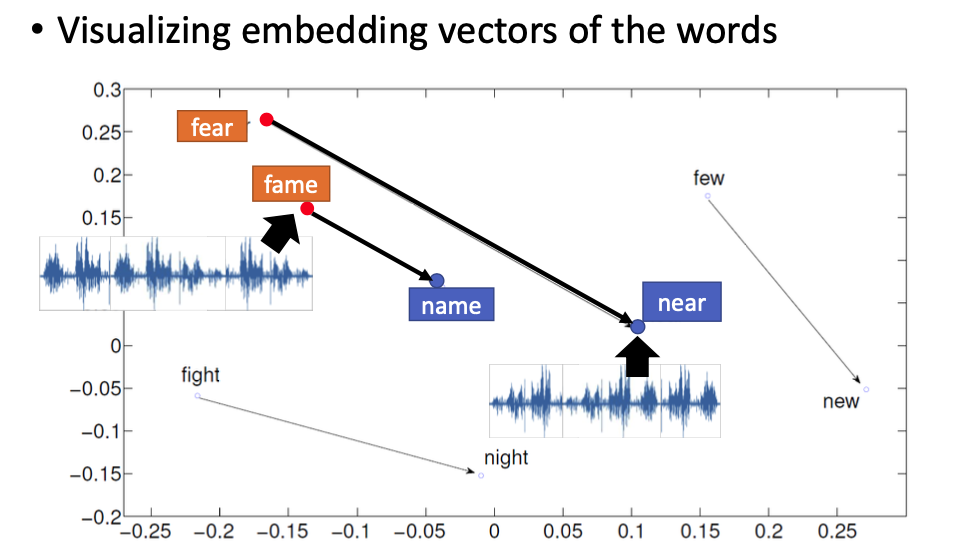 • Visualizing embedding vectors of the words
0.3
0.25
0.2
0.15
0
−0.05
−0.1
−0.15
−0.2
fear
fame
few
name
near
fight
new
night
−0.25 −0.2 −0.15 −0.1 −0.05 0 0.05 0.1 0.15 0.2 0.25